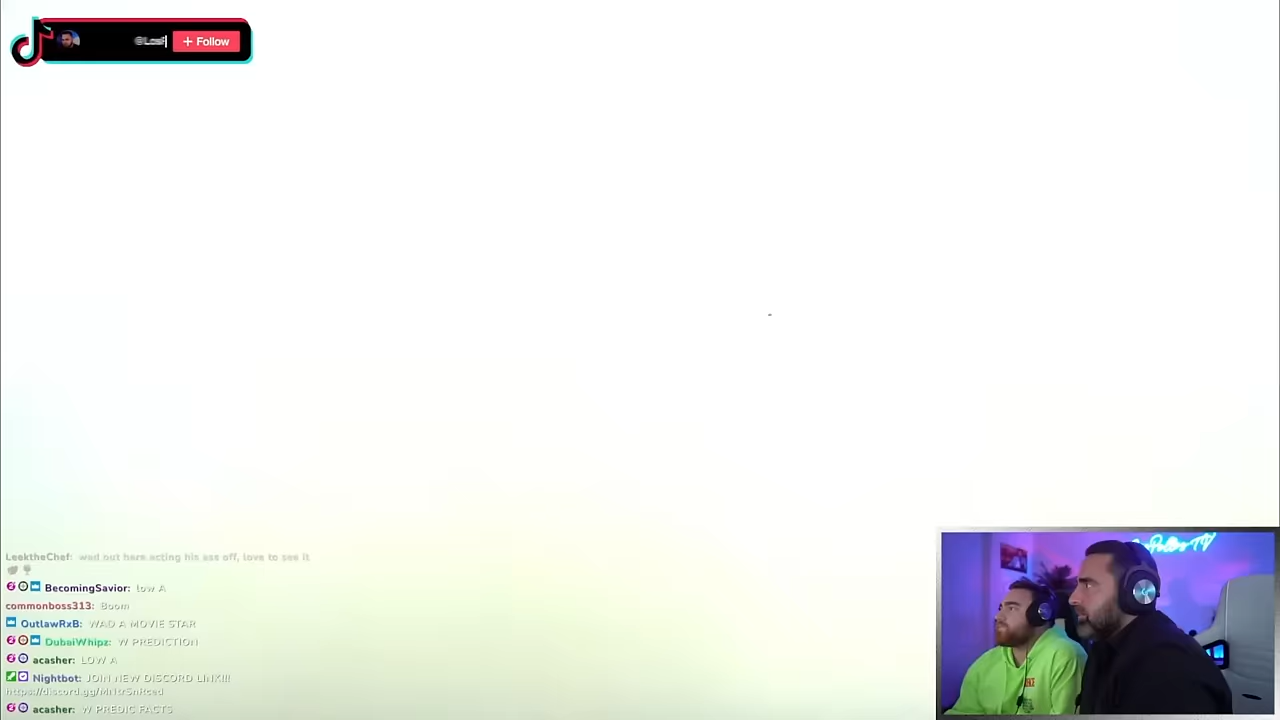 + Follow
LeektheChef: wad out here acting his ass off, love to see it
BecomingSavior: low A
commonboss313: Boom
OutlawRxB: WAD A MOVIE STAR
DubaiWhipz: W PREDICTION
acasher: LOW A
Nightbot: JOIN NEW DISCORD LINK!!!
acasher: W PREDIC FACTS